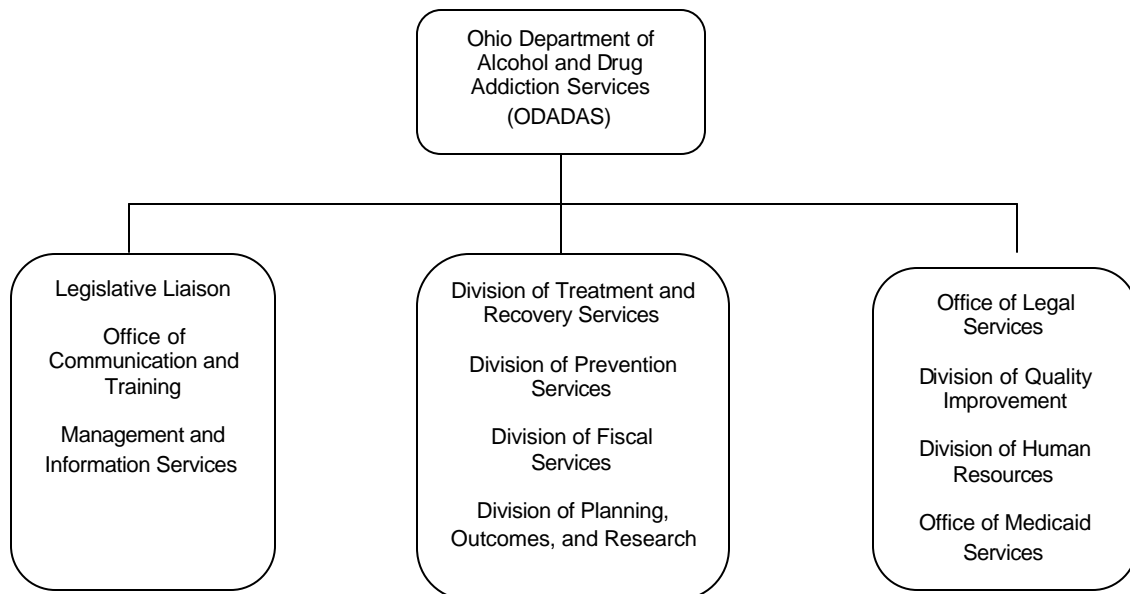 Ohio Department of
Alcohol and Drug
Addiction Services
(ODADAS)
Legislative Liaison
Office of
Communication and
Training
Management and
Information Services
Division of Treatment and
Recovery Services
Division of Prevention
Services
Division of Fiscal
Services
Division of Planning,
Outcomes, and Research
Office of Legal
Services
Division of Quality
Improvement
Division of Human
Resources
Office of Medicaid
Services